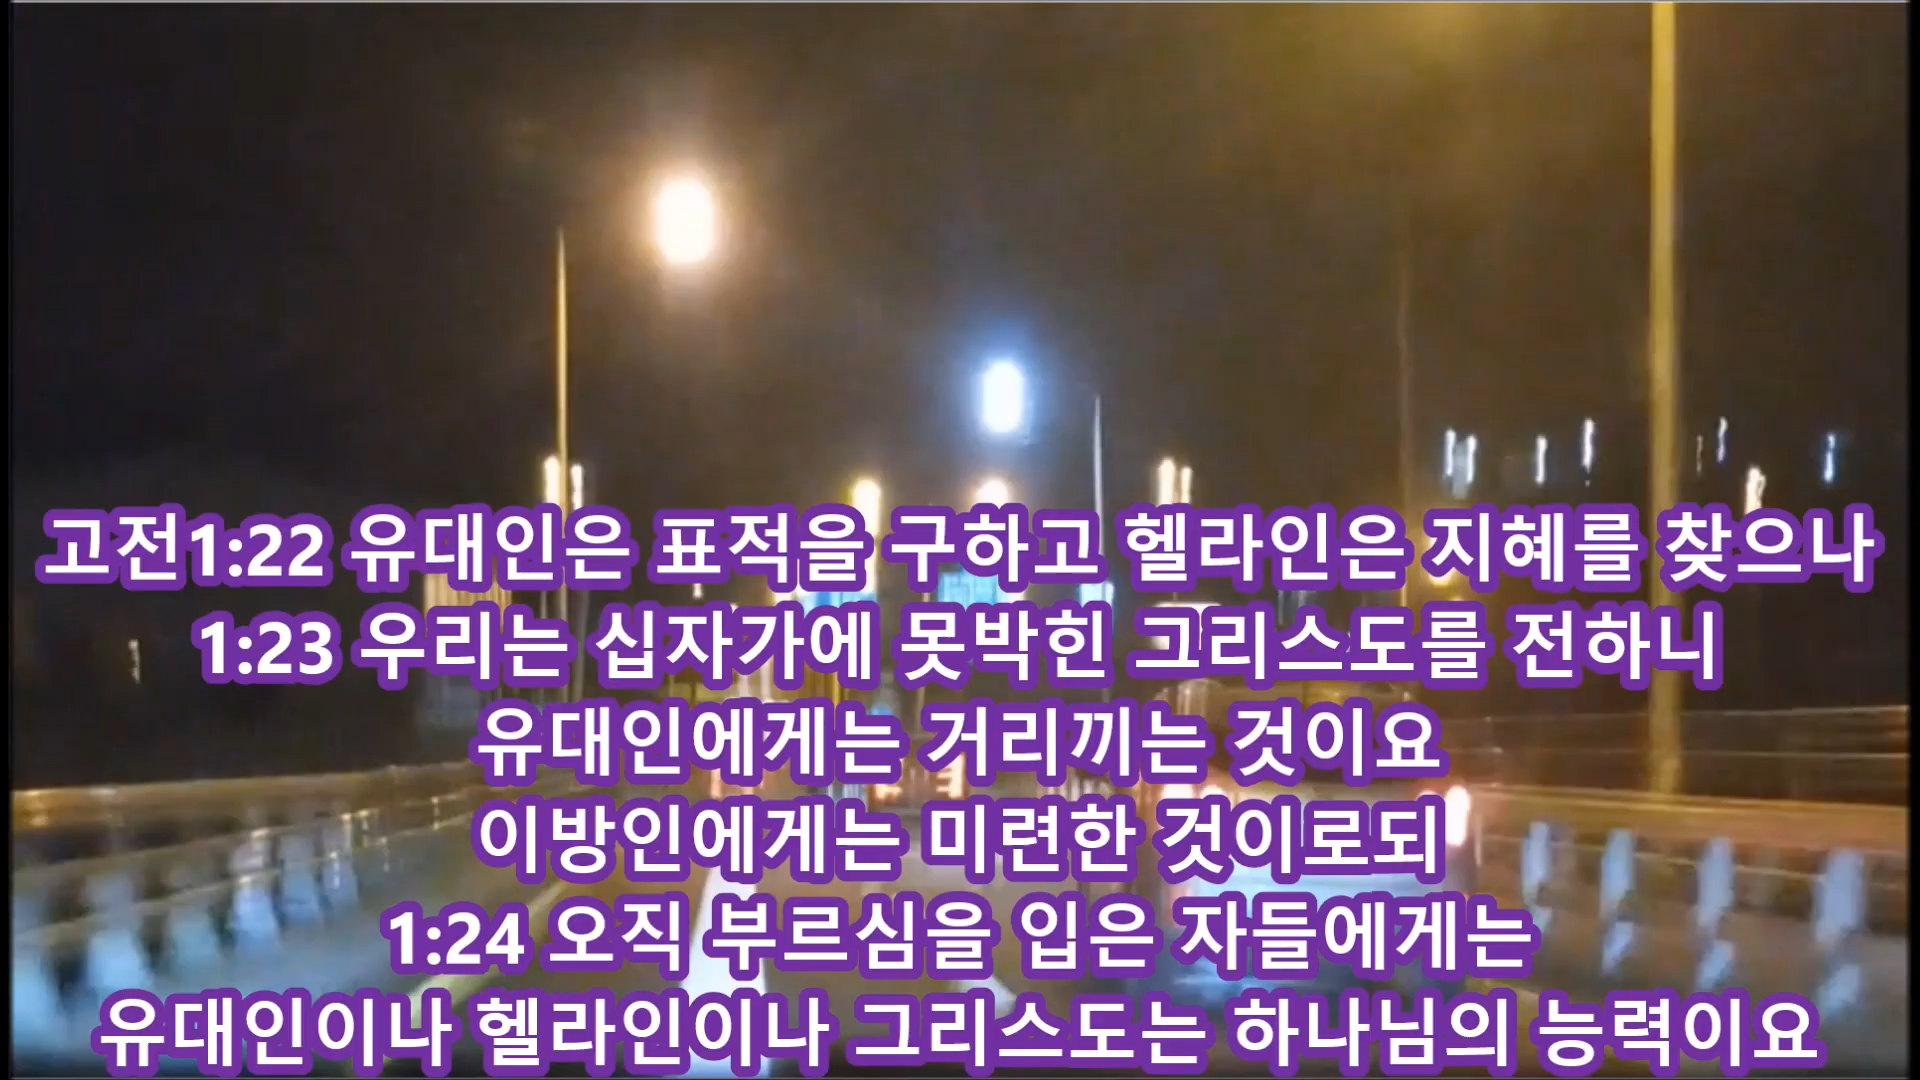 고전1:22 유대인은 표적을 구하고 헬라인은 지혜를 찾으나
1:23 우리는 십자가에 못박힌 그리스도를 전하니
유대인에게는 거리끼는 것이요
이방인에게는 미련한 것이로되
1:24 오직 부르심을 입은 자들에게는
유대인이나 헬라인이나 그리스도는 하나님의 능력이요